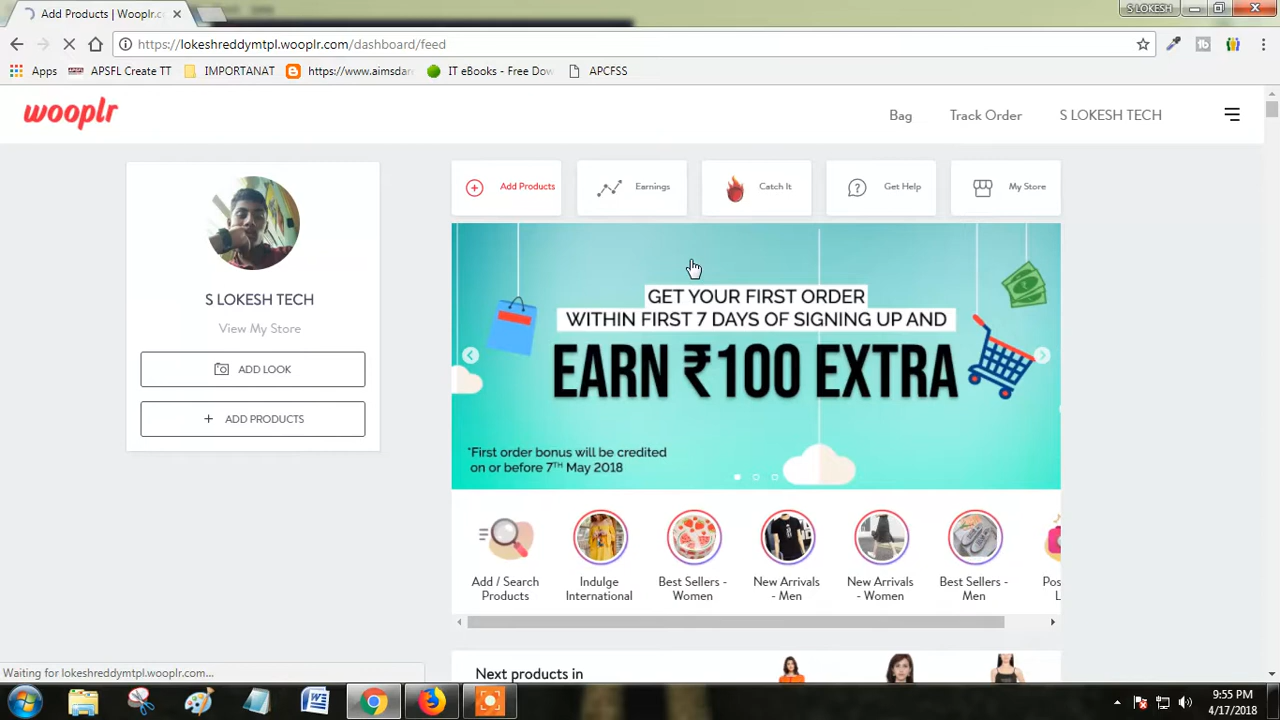 Add Products | Wooplr.c
S LOKESH
https://lokeshreddymtpl.wooplr.com/dashboard/feed
Apps
APSFL Create TT
IMPORTANAT
https://www.aimsdar
IT eBooks - Free Dow
APCFSS
wooplr
Bag
Track Order
S LOKESH TECH
Add Products
Earnings
Catch It
Get Help
My Store
S LOKESH TECH
View My Store
ADD LOOK
+ ADD PRODUCTS
GET YOUR FIRST ORDER
WITHIN FIRST 7 DAYS OF SIGNING UP AND
EARN ₹100 EXTRA
*First order bonus will be credited
on or before 7TH May 2018
Add / Search
Products
Indulge
International
Best Sellers -
Women
New Arrivals
- Men
New Arrivals
- Women
Best Sellers -
Men
Pos
L
Next products in
Waiting for lokeshreddymtpl.wooplr.com...
9:55 PM
4/17/2018